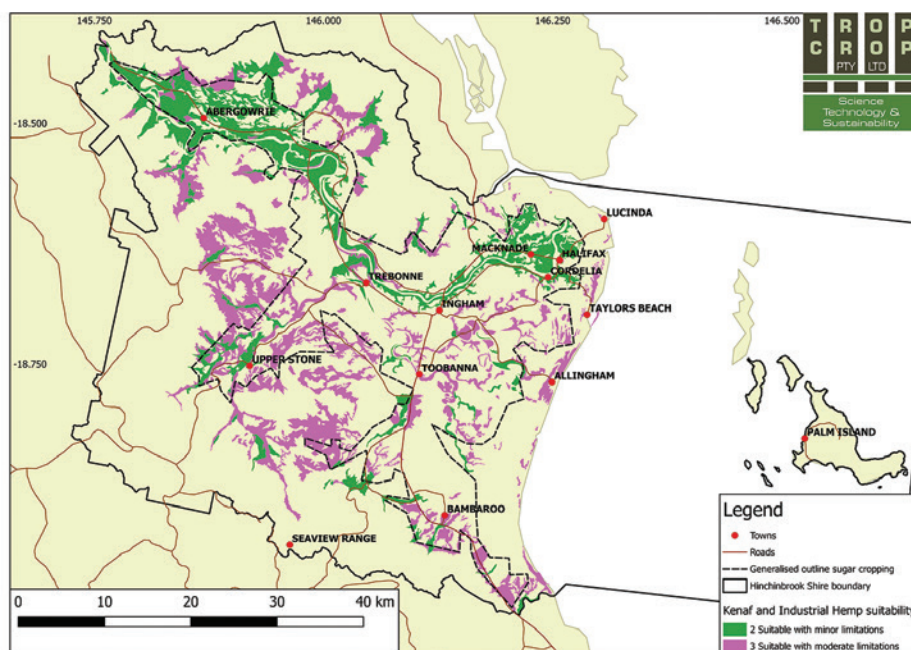 145.750 146.000 146.250 146.500
T R O P
C R O P
PTY LTD
Science
Technology &
Sustainability
-18.500
ABERGOWRIE
LUCINDA
MACKNADE
HALIFAX
CORDELIA
TREBONNE
INGHAM
TAYLORS BEACH
-18.750
UPPER STONE
TOOBANNA
ALLINGHAM
PALM ISLAND
BAMBAROO
SEAVIEW RANGE
0 10 20 30 40 km
Legend
Towns
Roads
Generalised outline sugar cropping
Hinchinbrook Shire boundary
Kenaf and Industrial Hemp suitability
2 Suitable with minor limitations
3 Suitable with moderate limitations